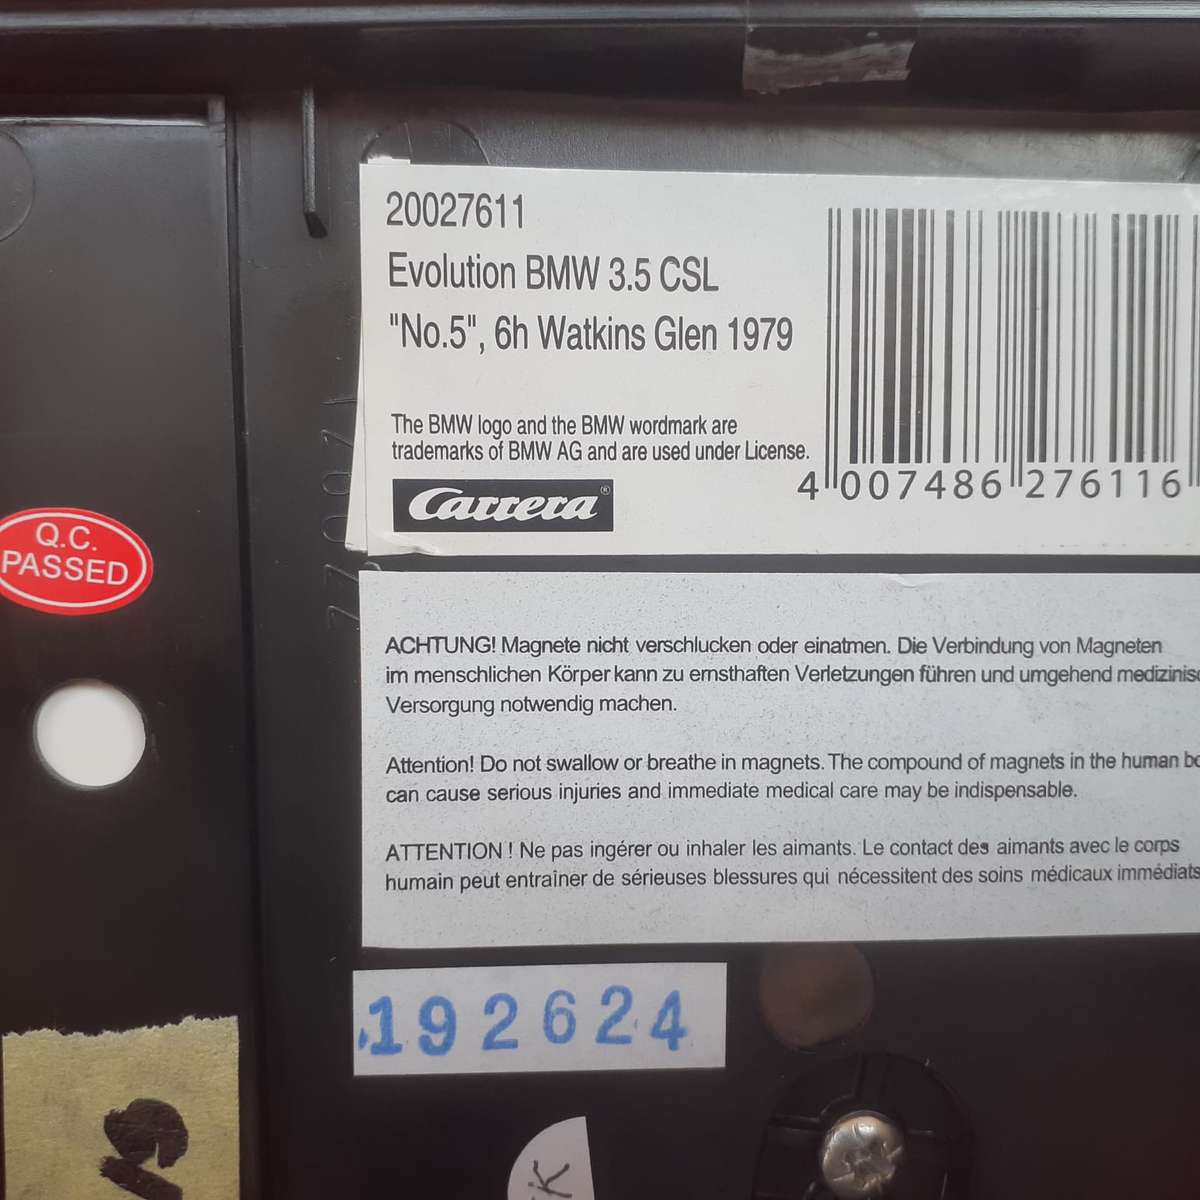 20027611
Evolution BMW 3.5 CSL
"No.5", 6h Watkins Glen 1979
The BMW logo and the BMW wordmark are
trademarks of BMW AG and are used under License.
Carrera®
4 007486 276116
Q.C.
PASSED
ACHTUNG! Magnete nicht verschlucken oder einatmen. Die Verbindung von Magneten
im menschlichen Körper kann zu ernsthaften Verletzungen führen und umgehend
Versorgung notwendig machen.
Attention! Do not swallow or breathe in magnets. The compound of magnets in the human
can cause serious injuries and immediate medical care may be indispensable.
ATTENTION ! Ne pas ingérer ou inhaler les aimants. Le contact des aimants avec le corps
humain peut entraîner de sérieuses blessures qui nécessitent des soins médicaux immédiats
192624